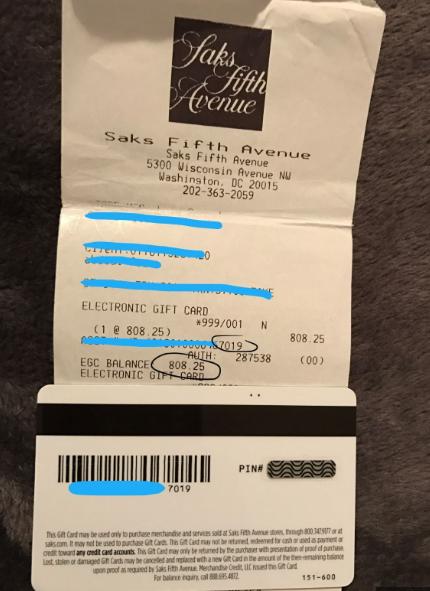 Saks
Fifth
Avenue
Saks Fifth Avenue
Saks Fifth Avenue
5300 Wisconsin Avenue NW
Washington, DC 20015
202-363-2059
ELECTRONIC GIFT CARD
*999/001 N
(1 @ 808.25) 808.25
7019
AUTH: 287538 (00)
EGC BALANCE 808.25
ELECTRONIC GIFT CARD
PIN#
7019
This Gift Card may be used only to purchase merchandise and services sold at Saks Fifth Avenue stores, through 800.347.9177 or at
saks.com. It may not be used to purchase Gift Cards. This Gift Card may not be returned, redeemed for cash or used as payment or
credit toward any credit card accounts. This Gift Card may only be returned by the purchaser with presentation of proof of purchase.
Lost, stolen or damaged Gift Cards may be cancelled and replaced with a new Gift Card in the amount of the then-remaining balance
upon proof as required by Saks Fifth Avenue. Merchandise Credit, LLC issued this Gift Card.
For balance inquiry, call 888.695.4872. 151-600